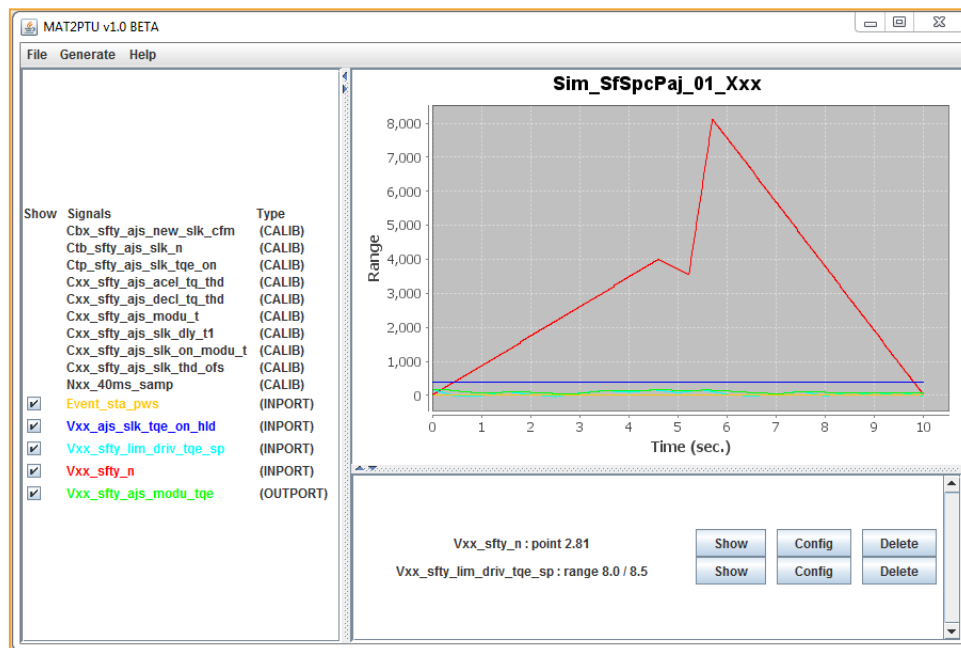 MAT2PTU v1.0 BETA
File Generate Help
Show Signals Type
Cbx_sfty_ajs_new_slk_cfm (CALIB)
Ctb_sfty_ajs_slk_n (CALIB)
Ctp_sfty_ajs_slk_tqe_on (CALIB)
Cxx_sfty_ajs_acel_tq_thd (CALIB)
Cxx_sfty_ajs_decl_tq_thd (CALIB)
Cxx_sfty_ajs_modu_t (CALIB)
Cxx_sfty_ajs_slk_dly_t1 (CALIB)
Cxx_sfty_ajs_slk_on_modu_t (CALIB)
Cxx_sfty_ajs_slk_thd_ofs (CALIB)
Nxx_40ms_samp (CALIB)
Event_sta_pws (INPORT)
Vxx_ajs_slk_tqe_on_hld (INPORT)
Vxx_sfty_lim_driv_tqe_sp (INPORT)
Vxx_sfty_n (INPORT)
Vxx_sfty_ajs_modu_tqe (OUTPORT)
Sim_SfSpcPaj_01_Xxx
Range
8,000
7,000
6,000
5,000
4,000
3,000
2,000
1,000
0
0 1 2 3 4 5 6 7 8 9 10
Time (sec.)
Vxx_sfty_n : point 2.81 Show Config Delete
Vxx_sfty_lim_driv_tqe_sp : range 8.0 / 8.5 Show Config Delete